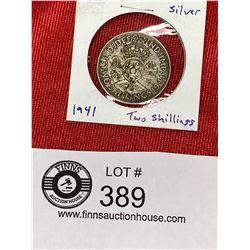 Silver
1941
Two Shillings
FINNS
AUCTION HOUSE
LOT #
389
www.finnsauctionhouse.com